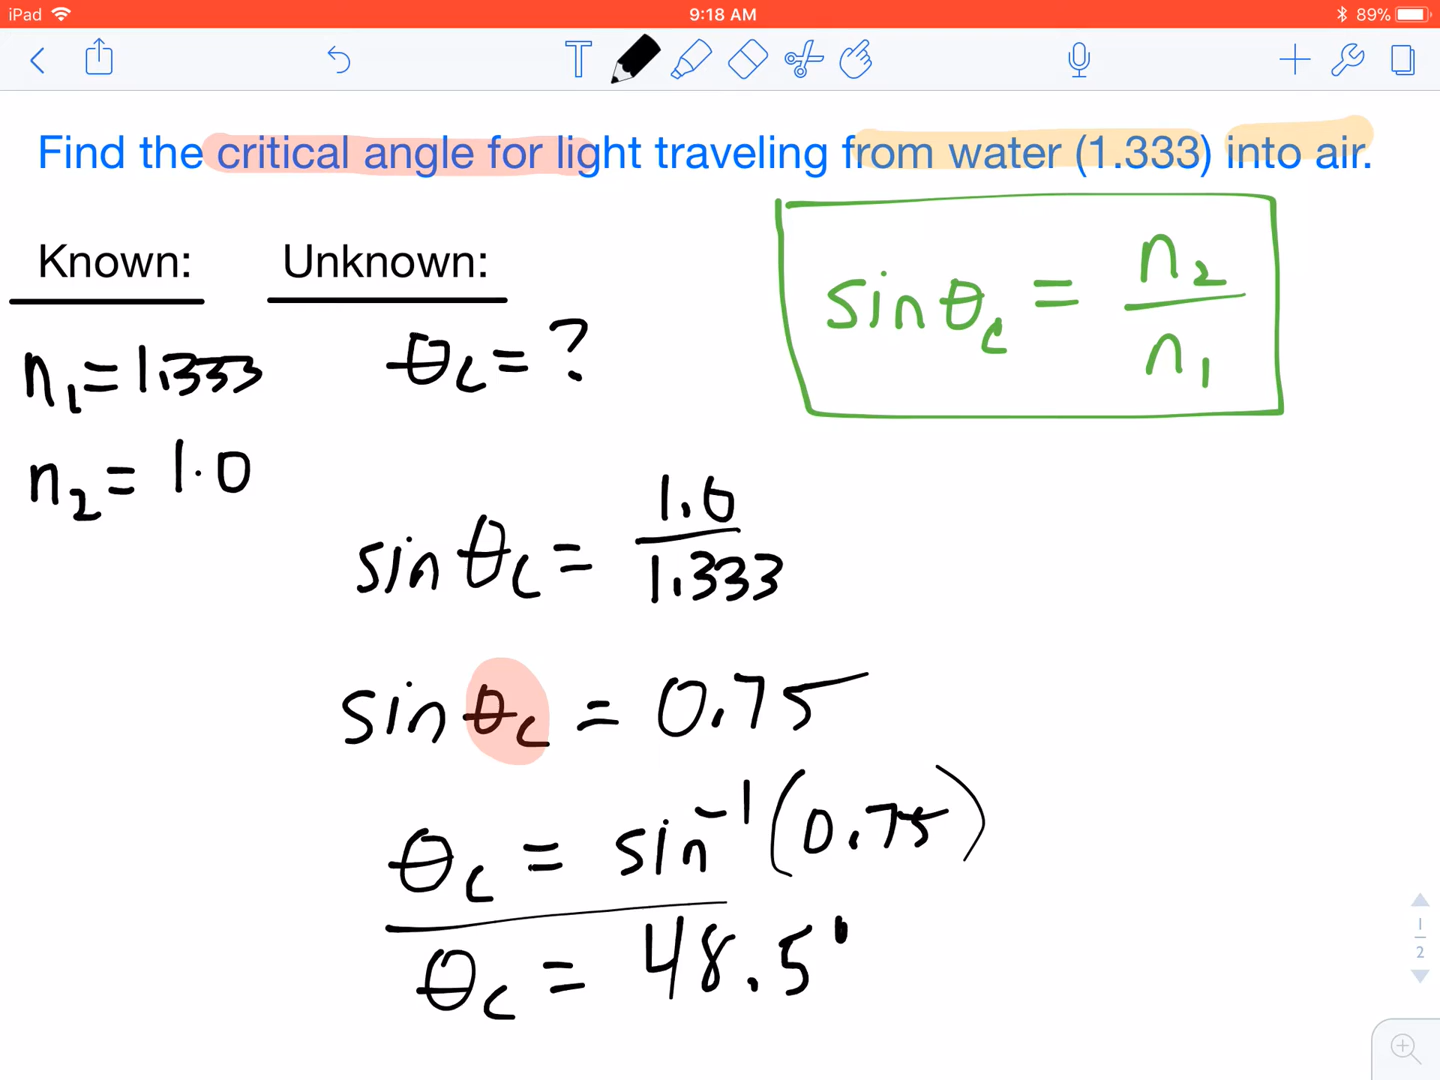 iPad 9:18 AM 89%
T
Find the critical angle for light traveling from water (1.333) into air.
Known: Unknown:
n₁ = 1.333
θc = ?
sinθc = n₂/n₁
n₂ = 1.0
sinθc = 1.0/1.333
sinθc = 0.75
θc = sin⁻¹(0.75)
θc = 48.5°
1
2